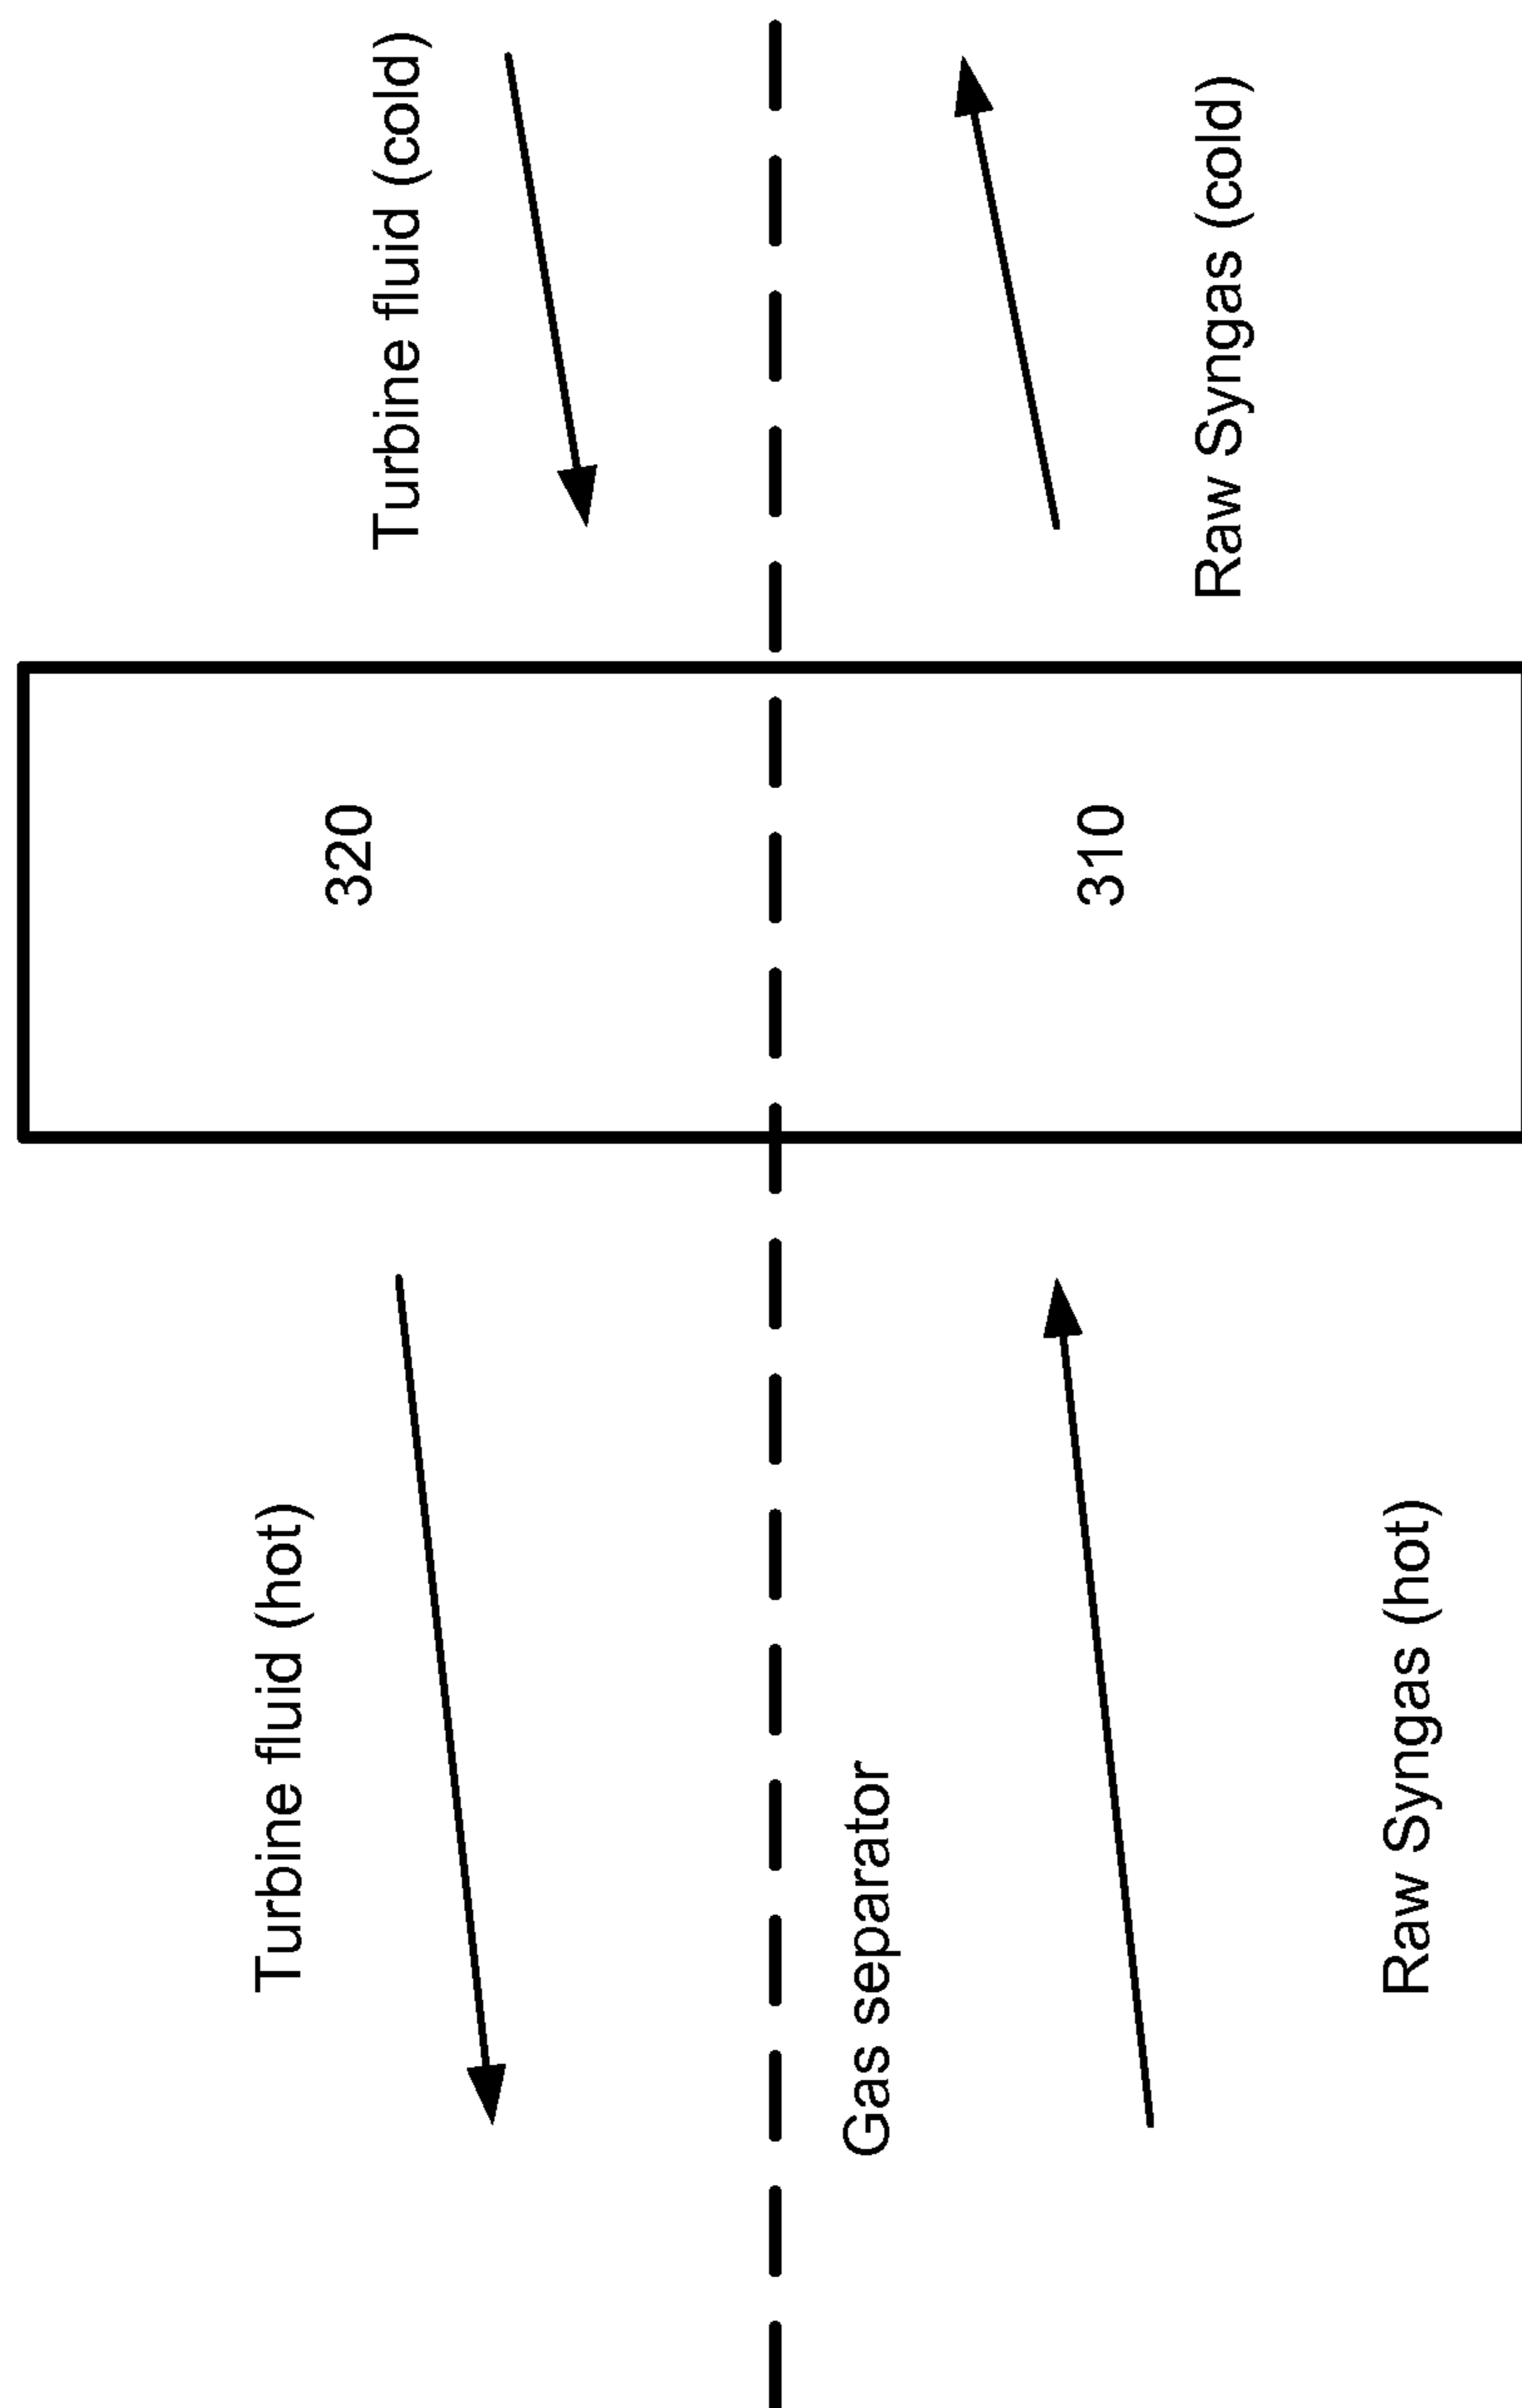 Turbine fluid (hot)
Turbine fluid (cold)
320
Gas separator
310
Raw Syngas (hot)
Raw Syngas (cold)